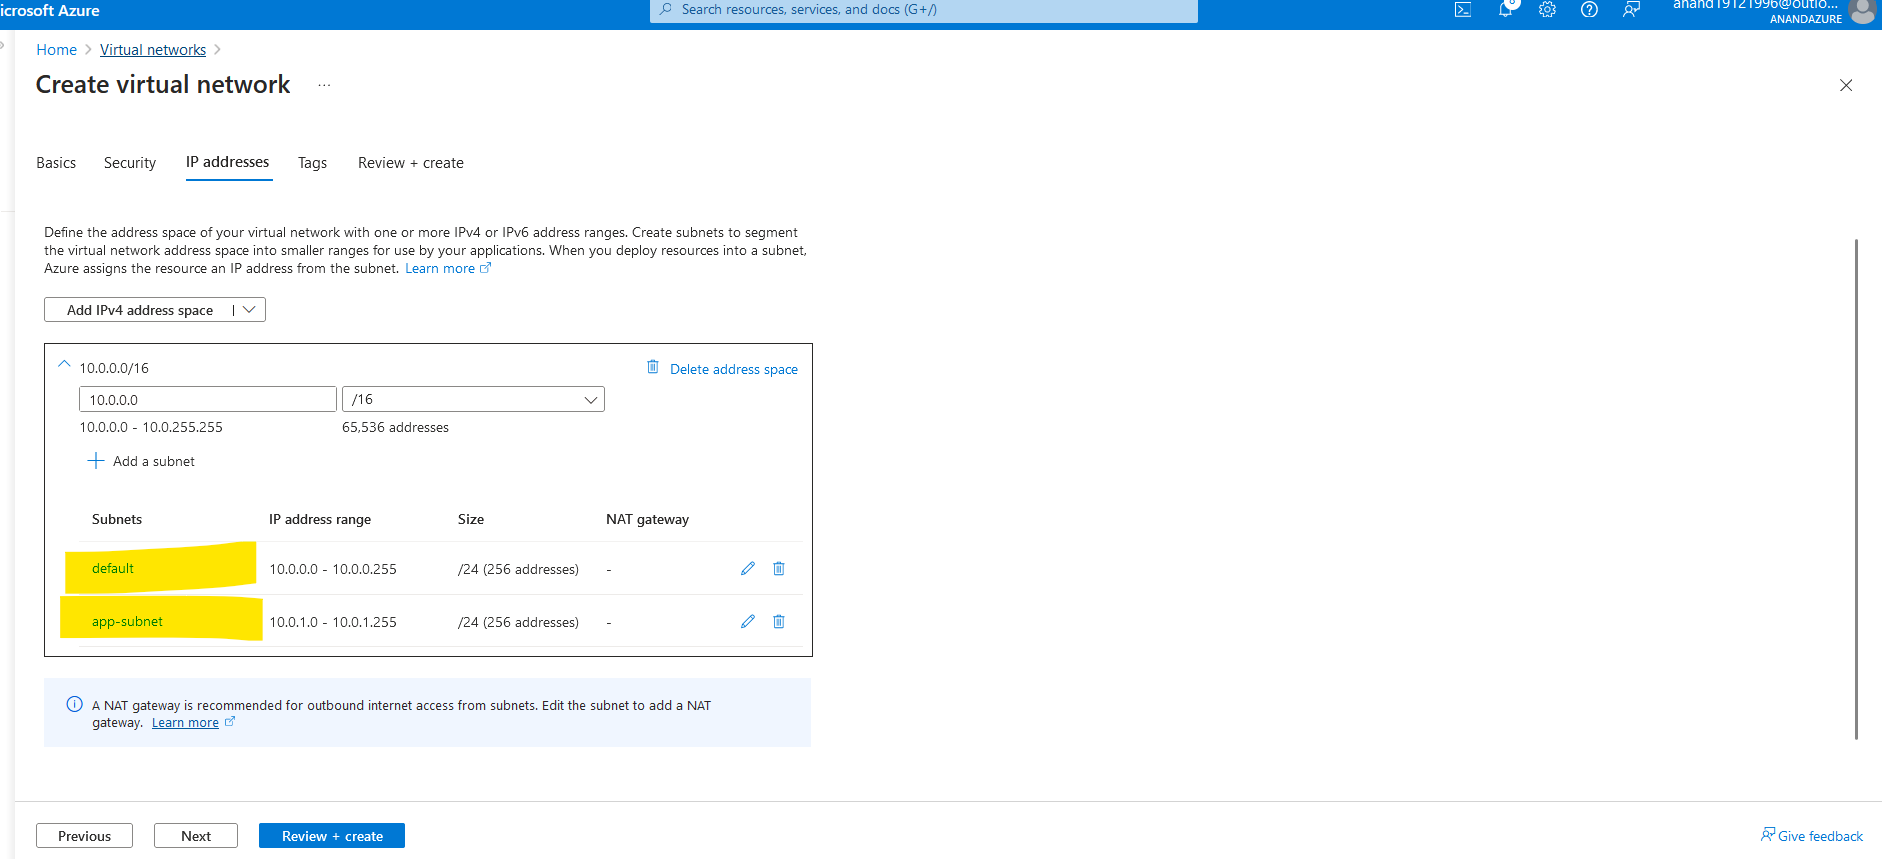 icrosoft Azure
Search resources, services, and docs (G+/)
ANANDAZURE
Home > Virtual networks >
Create virtual network ...
Basics Security IP addresses Tags Review + create
Define the address space of your virtual network with one or more IPv4 or IPv6 address ranges. Create subnets to segment
the virtual network address space into smaller ranges for use by your applications. When you deploy resources into a subnet,
Azure assigns the resource an IP address from the subnet. Learn more
Add IPv4 address space |
10.0.0.0/16 Delete address space
10.0.0.0 /16
10.0.0.0 - 10.0.255.255 65,536 addresses
+ Add a subnet
Subnets IP address range Size NAT gateway
default 10.0.0.0 - 10.0.0.255 /24 (256 addresses) -
app-subnet 10.0.1.0 - 10.0.1.255 /24 (256 addresses) -
A NAT gateway is recommended for outbound internet access from subnets. Edit the subnet to add a NAT
gateway. Learn more
Previous Next Review + create Give feedback